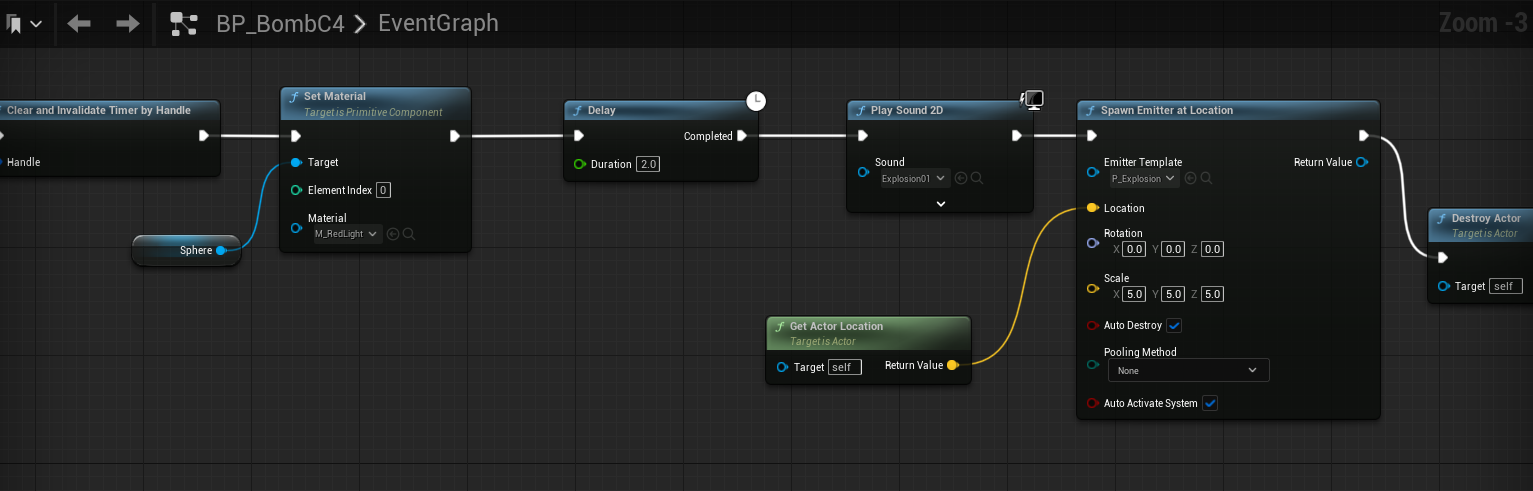 BP_BombC4 > EventGraph
Zoom -3
Clear and Invalidate Timer by Handle
Handle
Sphere
Set Material
Target is Primitive Component
Target
Element Index 0
Material
M_RedLight
Delay
Completed
Duration 2.0
Play Sound 2D
Sound
Explosion01
Get Actor Location
Target is Actor
Target self
Return Value
Spawn Emitter at Location
Emitter Template
P_Explosion
Return Value
Location
Rotation
X 0.0 Y 0.0 Z 0.0
Scale
X 5.0 Y 5.0 Z 5.0
Auto Destroy
Pooling Method
None
Auto Activate System
Destroy Actor
Target is Actor
Target self